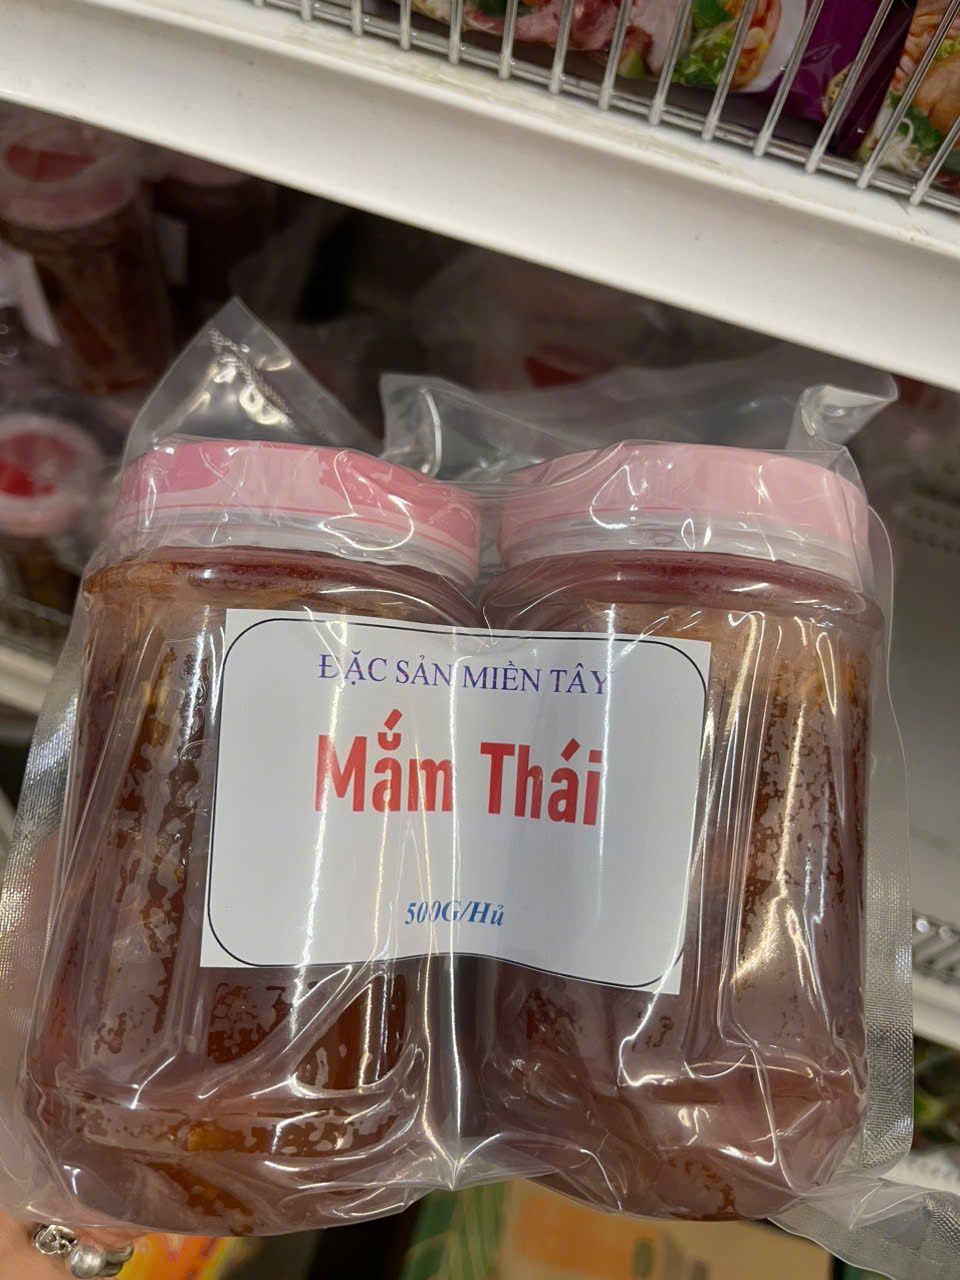 ĐẶC SẢN MIỀN TÂY
Mắm Thái
500G/Hủ